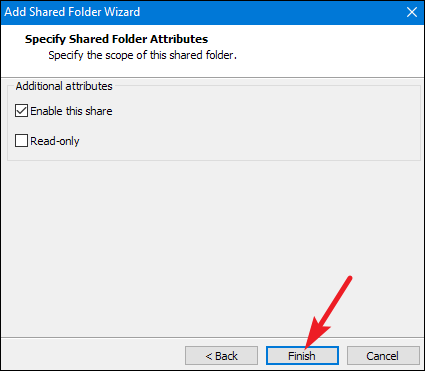 Add Shared Folder Wizard
Specify Shared Folder Attributes
Specify the scope of this shared folder.
Additional attributes
Enable this share
Read-only
< Back
Finish
Cancel